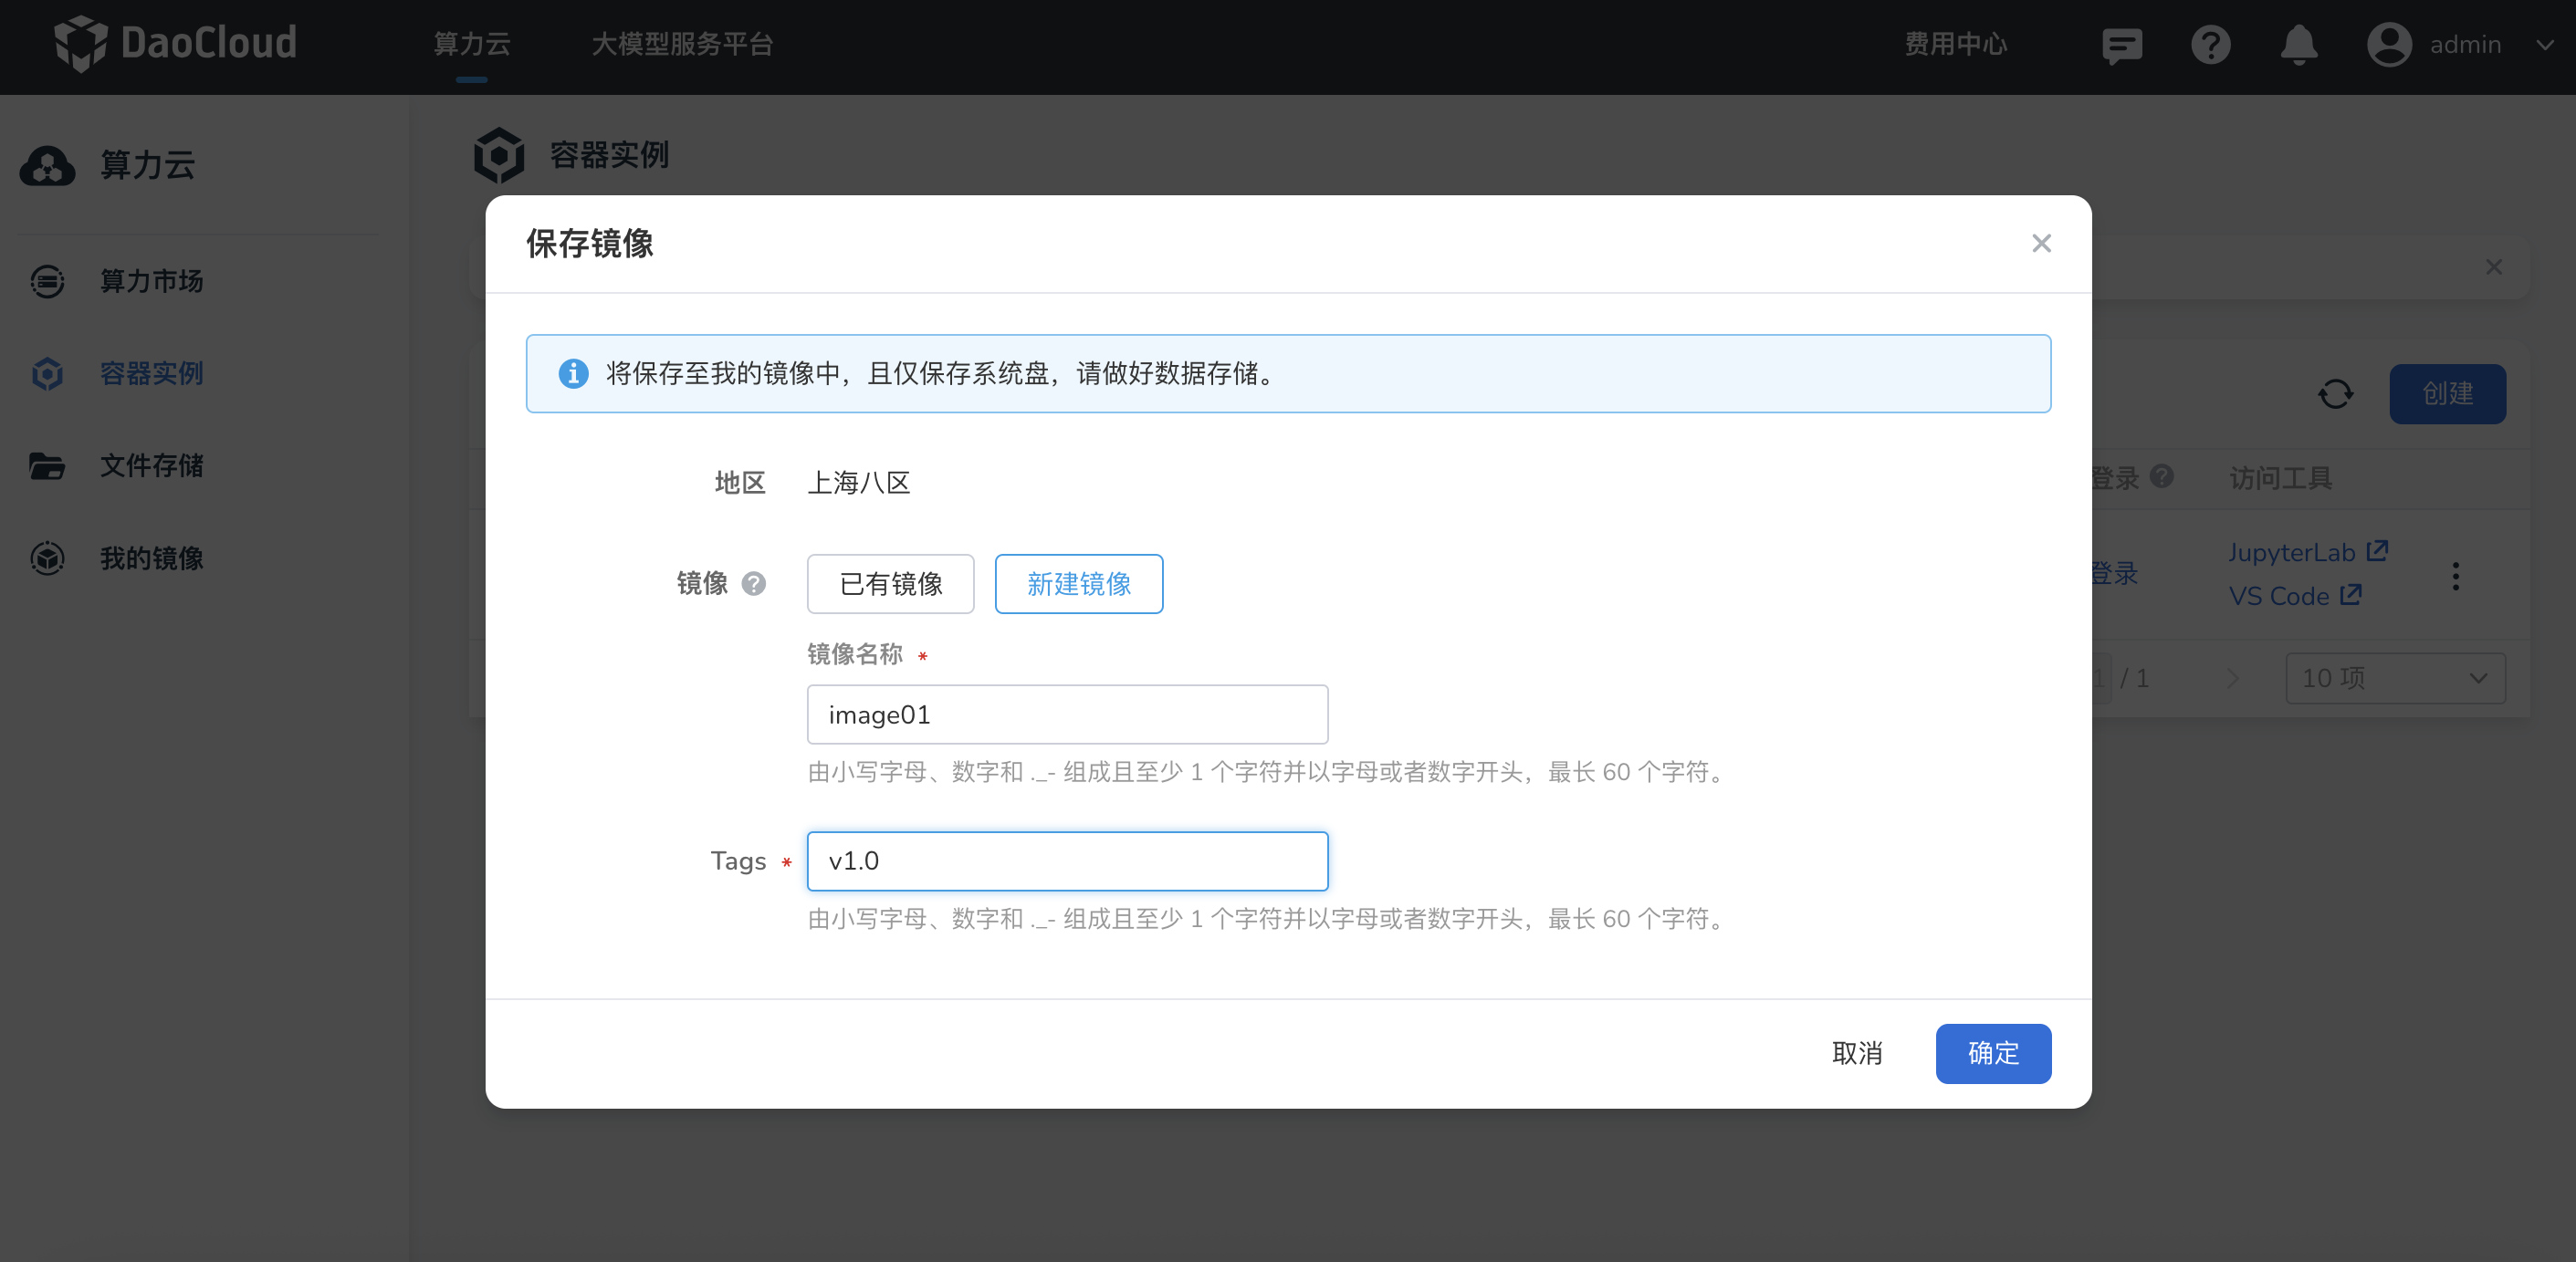 DaoCloud
算力云
大模型服务平台
费用中心
admin
算力云
算力市场
容器实例
文件存储
我的镜像
容器实例
创建
登录
访问工具
登录
JupyterLab
VS Code
1 / 1
10 项
保存镜像
将保存至我的镜像中，且仅保存系统盘，请做好数据存储。
地区 上海八区
镜像 已有镜像 新建镜像
镜像名称 *
image01
由小写字母、数字和 ._- 组成且至少 1 个字符并以字母或者数字开头，最长 60 个字符。
Tags * v1.0
由小写字母、数字和 ._- 组成且至少 1 个字符并以字母或者数字开头，最长 60 个字符。
取消 确定